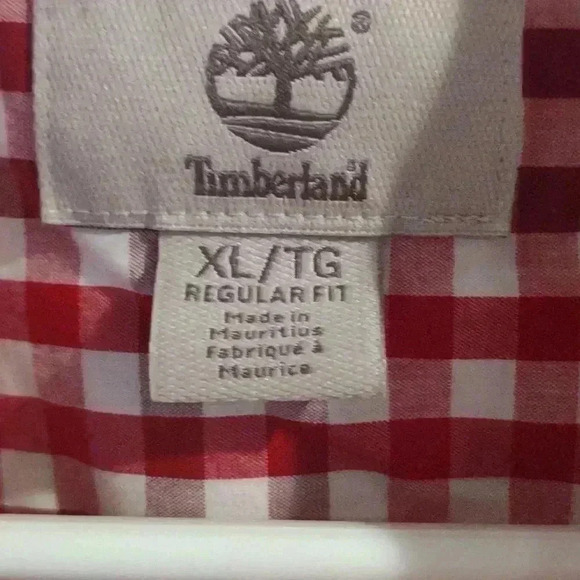 Timberland®
XL/TG
REGULAR FIT
Made in
Mauritius
Fabriqué à
Maurice